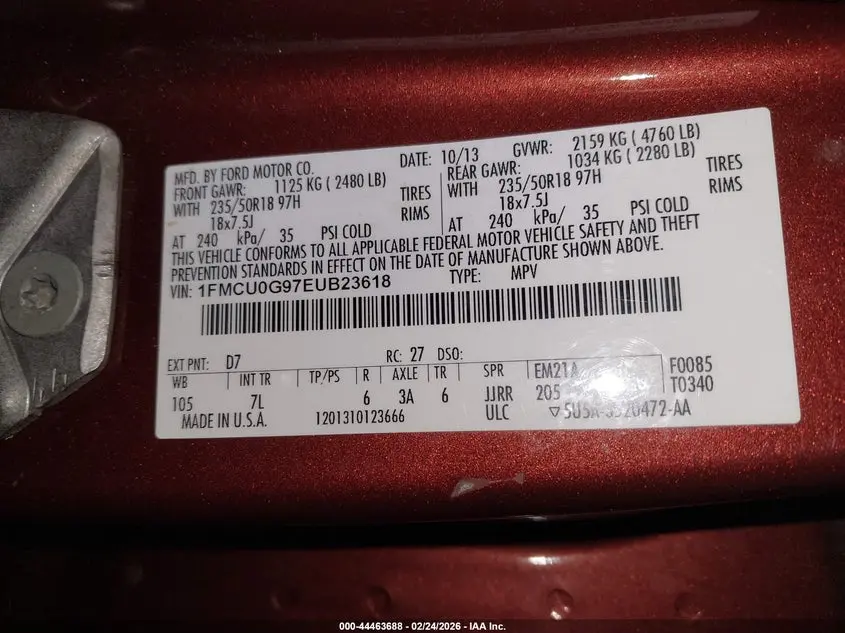 MFD. BY FORD MOTOR CO. DATE: 10/13 GVWR: 2159 KG ( 4760 LB)
FRONT GAWR: 1125 KG ( 2480 LB) REAR GAWR: 1034 KG ( 2280 LB)
WITH 235/50R18 97H TIRES WITH 235/50R18 97H TIRES
18x7.5J RIMS 18x7.5J RIMS
AT 240 kPa/ 35 PSI COLD AT 240 kPa/ 35 PSI COLD
THIS VEHICLE CONFORMS TO ALL APPLICABLE FEDERAL MOTOR VEHICLE SAFETY AND THEFT
PREVENTION STANDARDS IN EFFECT ON THE DATE OF MANUFACTURE SHOWN ABOVE.
VIN: 1FMCU0G97EUB23618 TYPE: MPV
EXT PNT: D7 RC: 27 DSO:
WB INT TR TP/PS R AXLE TR SPR EM21A F0085
105 7L 6 3A 6 JJRR 205 T0340
MADE IN U.S.A. 1201310123666 ULC
000-44463688 — 02/24/2026 — IAA Inc.